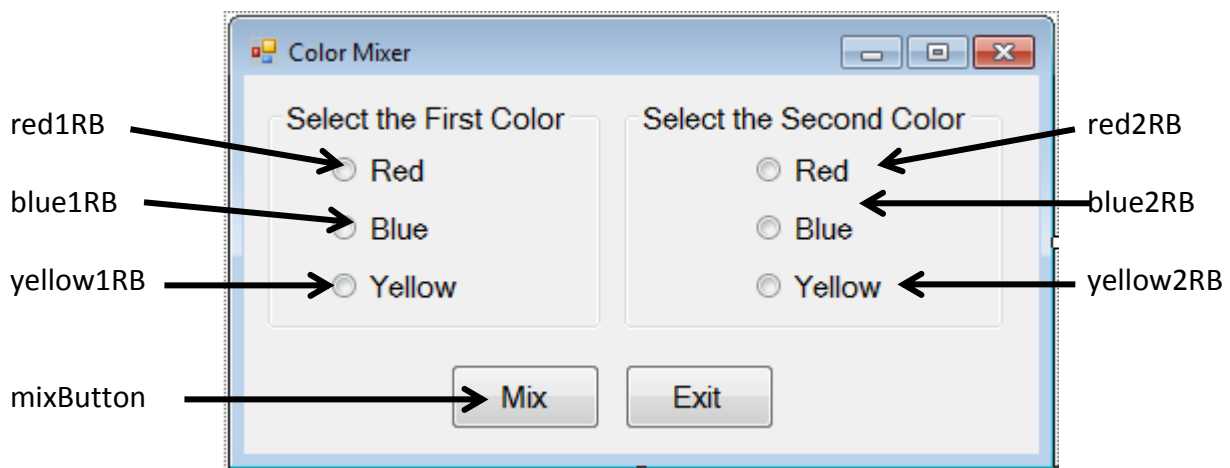 Color Mixer
Select the First Color
Select the Second Color
red1RB
Red
Red
red2RB
blue1RB
Blue
Blue
blue2RB
yellow1RB
Yellow
Yellow
yellow2RB
mixButton
Mix
Exit